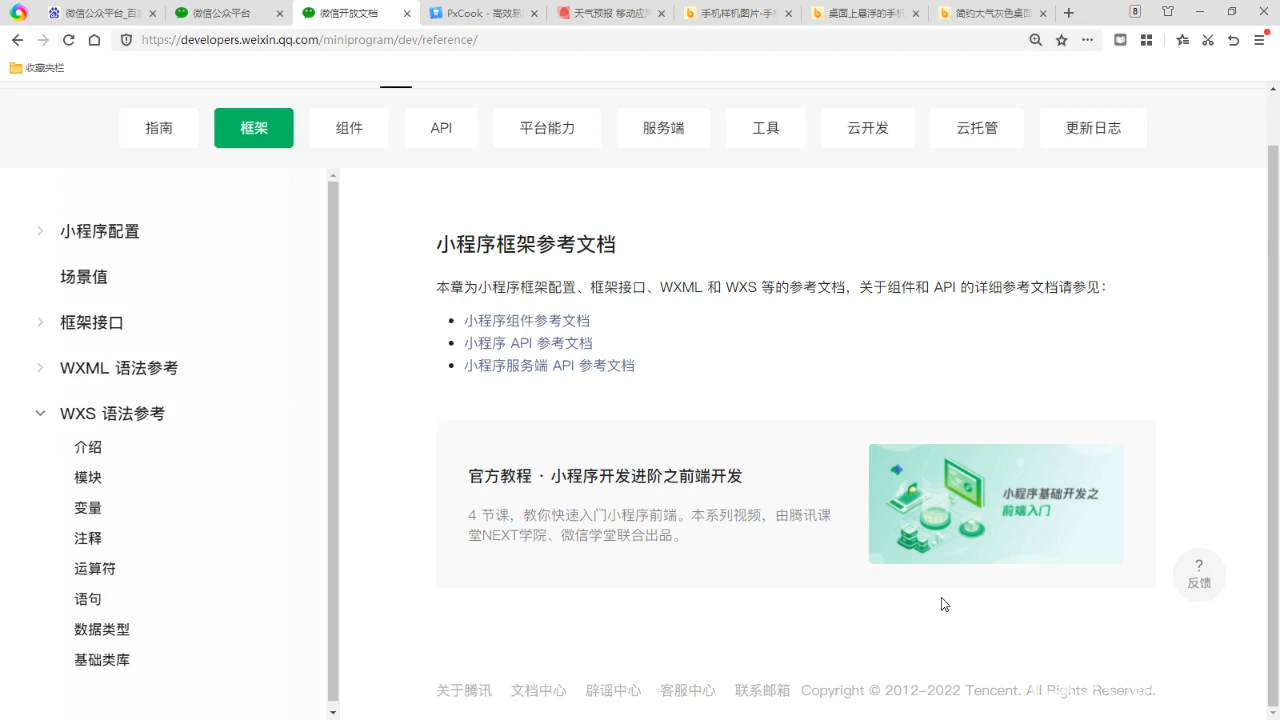 微信公众平台_百
微信公众平台
微信开放文档
PxCook - 高效易
天气预报 移动应
手机样机图片-手
桌面上悬浮的手机
简约大气灰色桌面
8
https://developers.weixin.qq.com/miniprogram/dev/reference/
收藏夹栏
指南
框架
组件
API
平台能力
服务端
工具
云开发
云托管
更新日志
小程序配置
场景值
框架接口
WXML 语法参考
WXS 语法参考
介绍
模块
变量
注释
运算符
语句
数据类型
基础类库
小程序框架参考文档
本章为小程序框架配置、框架接口、WXML 和 WXS 等的参考文档，关于组件和 API 的详细参考文档请参见：
小程序组件参考文档
小程序 API 参考文档
小程序服务端 API 参考文档
官方教程 · 小程序开发进阶之前端开发
4 节课，教你快速入门小程序前端。本系列视频，由腾讯课
堂NEXT学院、微信学堂联合出品。
小程序基础开发之
前端入门
?
反馈
关于腾讯 文档中心 辟谣中心 客服中心 联系邮箱 Copyright © 2012-2022 Tencent. All Rights Reserved.